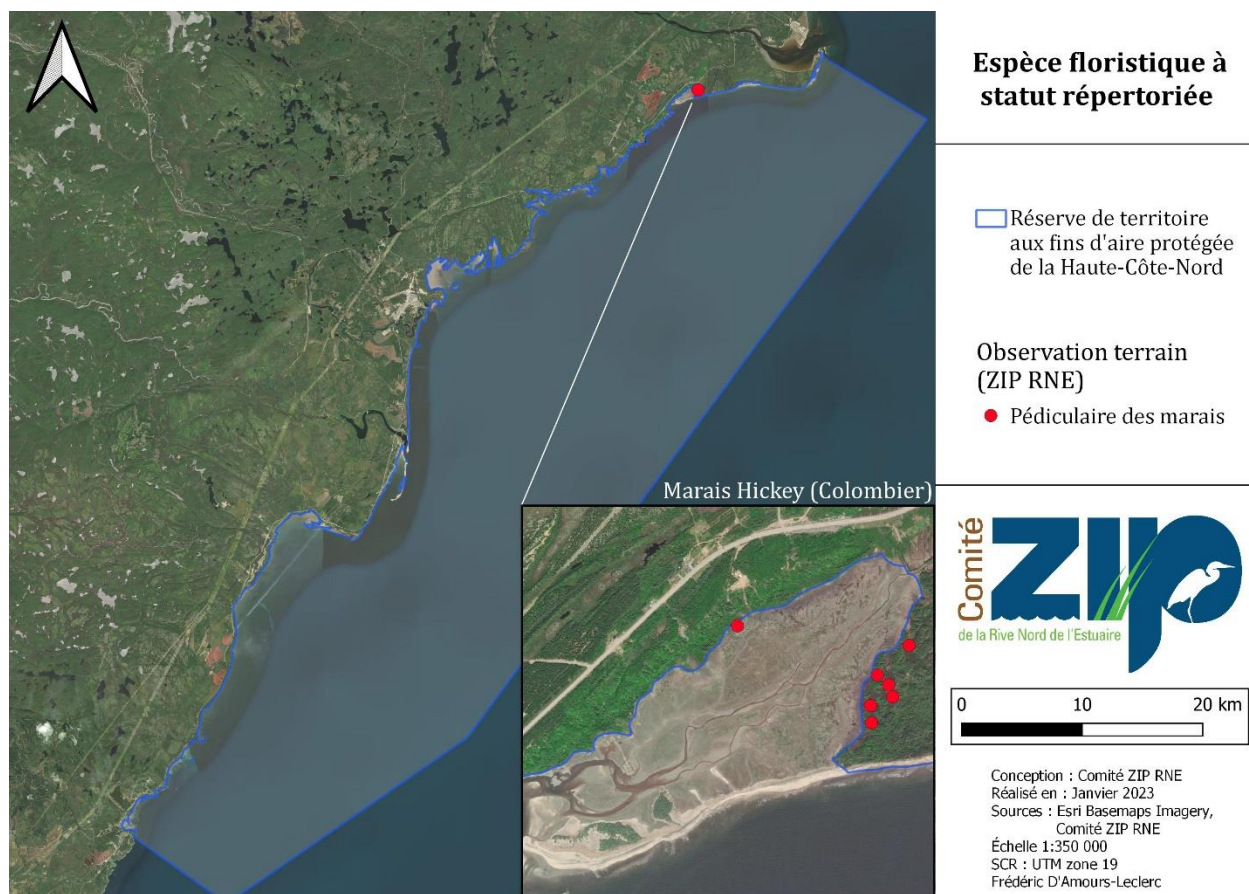 Espèce floristique à
statut répertoriée
Réserve de territoire
aux fins d'aire protégée
de la Haute-Côte-Nord
Observation terrain
(ZIP RNE)
Pédiculaire des marais
Marais Hickey (Colombier)
Comité
ZIP
de la Rive Nord de l'Estuaire
0 10 20 km
Conception : Comité ZIP RNE
Réalisé en : Janvier 2023
Sources : Esri Basemaps Imagery,
Comité ZIP RNE
Échelle 1:350 000
SCR : UTM zone 19
Frédéric D'Amours-Leclerc